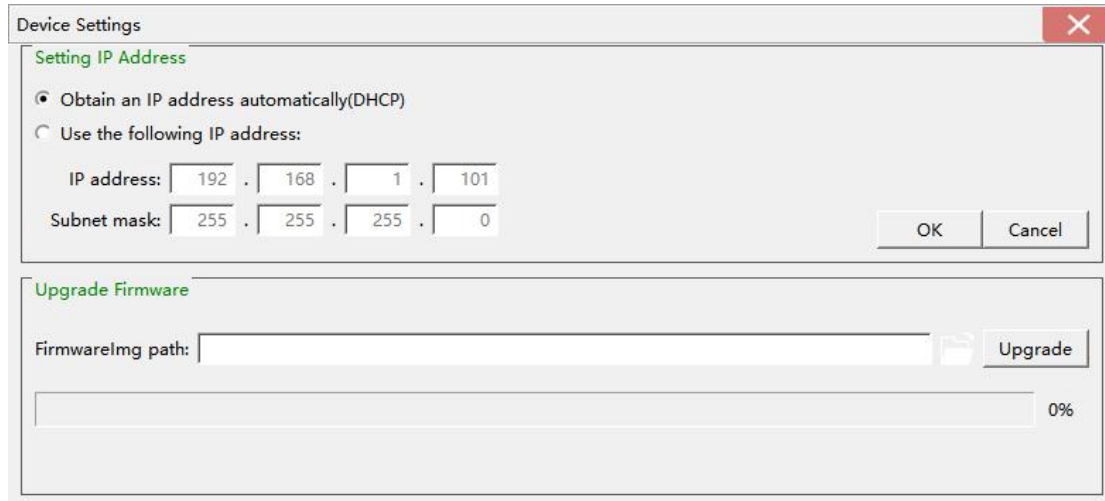 Device Settings
Setting IP Address
Obtain an IP address automatically(DHCP)
Use the following IP address:
IP address: 192 . 168 . 1 . 101
Subnet mask: 255 . 255 . 255 . 0
OK Cancel
Upgrade Firmware
FirmwareImg path: Upgrade
0%